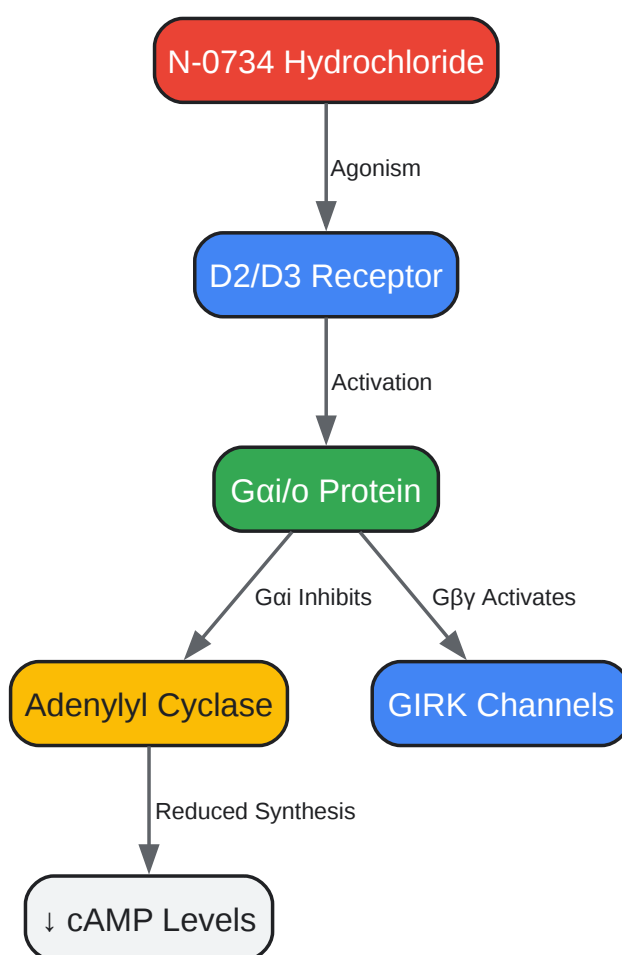 N-0734 Hydrochloride
Agonism
D2/D3 Receptor
Activation
Gαi/o Protein
Gαi Inhibits
Gβγ Activates
Adenylyl Cyclase
GIRK Channels
Reduced Synthesis
↓ cAMP Levels